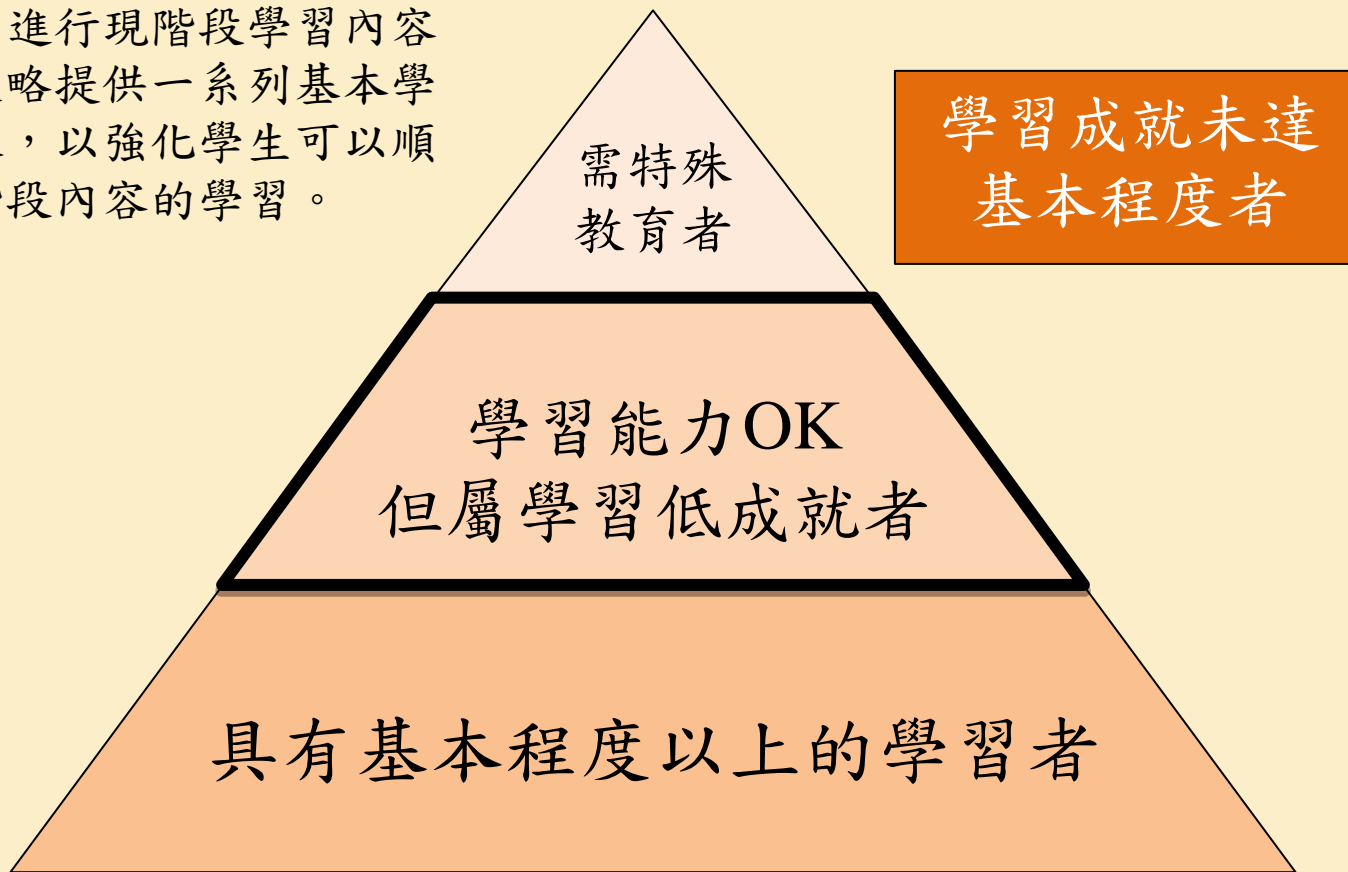 進行現階段學習內容
略提供一系列基本學
，以強化學生可以順
段內容的學習。
需特殊
教育者
學習成就未達
基本程度者
學習能力OK
但屬學習低成就者
具有基本程度以上的學習者